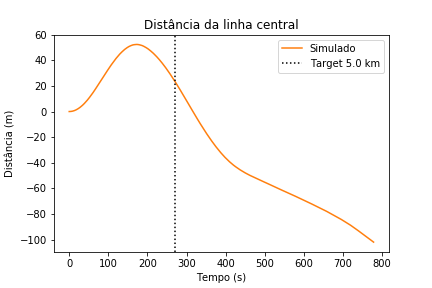 Distância da linha central
Distância (m)
60
40
20
0
−20
−40
−60
−80
−100
Simulado
Target 5.0 km
0 100 200 300 400 500 600 700 800
Tempo (s)